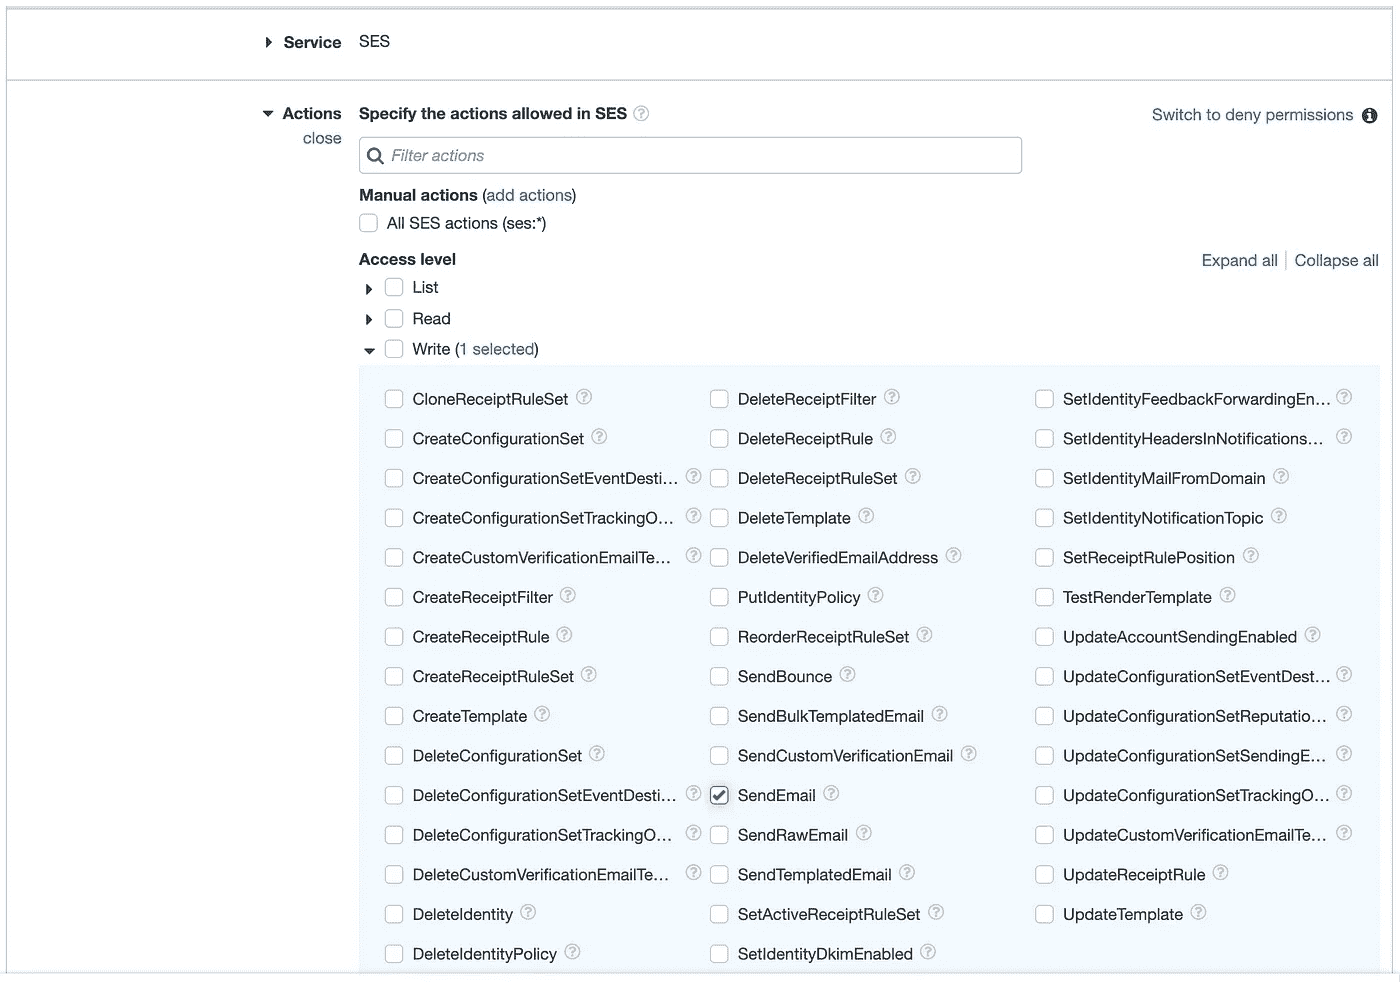 Service SES
Actions Specify the actions allowed in SES ? Switch to deny permissions i
close
Filter actions
Manual actions (add actions)
All SES actions (ses:*)
Access level Expand all | Collapse all
List
Read
Write (1 selected)
CloneReceiptRuleSet ? DeleteReceiptFilter ? SetIdentityFeedbackForwardingEn... ?
CreateConfigurationSet ? DeleteReceiptRule ? SetIdentityHeadersInNotifications... ?
CreateConfigurationSetEventDesti... ? DeleteReceiptRuleSet ? SetIdentityMailFromDomain ?
CreateConfigurationSetTrackingO... ? DeleteTemplate ? SetIdentityNotificationTopic ?
CreateCustomVerificationEmailTe... ? DeleteVerifiedEmailAddress ? SetReceiptRulePosition ?
CreateReceiptFilter ? PutIdentityPolicy ? TestRenderTemplate ?
CreateReceiptRule ? ReorderReceiptRuleSet ? UpdateAccountSendingEnabled ?
CreateReceiptRuleSet ? SendBounce ? UpdateConfigurationSetEventDest... ?
CreateTemplate ? SendBulkTemplatedEmail ? UpdateConfigurationSetReputatio... ?
DeleteConfigurationSet ? SendCustomVerificationEmail ? UpdateConfigurationSetSendingE... ?
DeleteConfigurationSetEventDesti... ? SendEmail ? UpdateConfigurationSetTrackingO... ?
DeleteConfigurationSetTrackingO... ? SendRawEmail ? UpdateCustomVerificationEmailTe... ?
DeleteCustomVerificationEmailTe... ? SendTemplatedEmail ? UpdateReceiptRule ?
DeleteIdentity ? SetActiveReceiptRuleSet ? UpdateTemplate ?
DeleteIdentityPolicy ? SetIdentityDkimEnabled ?